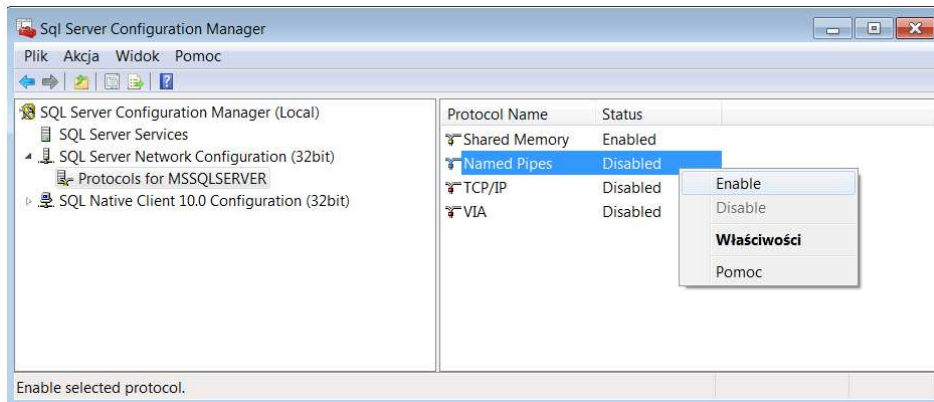 Sql Server Configuration Manager
Plik Akcja Widok Pomoc
SQL Server Configuration Manager (Local)
SQL Server Services
SQL Server Network Configuration (32bit)
Protocols for MSSQLSERVER
SQL Native Client 10.0 Configuration (32bit)
Protocol Name Status
Shared Memory Enabled
Named Pipes Disabled
TCP/IP Disabled
VIA Disabled
Enable
Disable
Właściwości
Pomoc
Enable selected protocol.